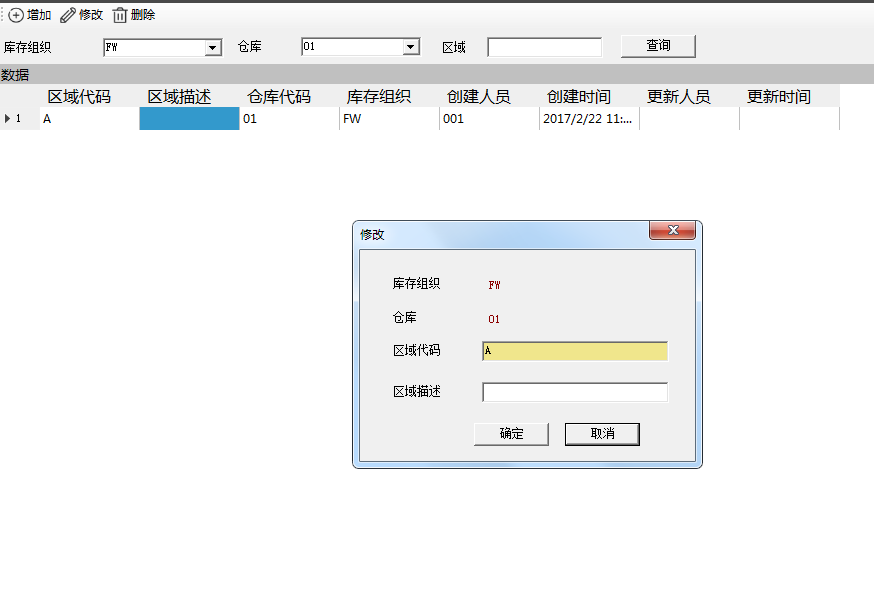 增加 修改 删除
库存组织 FW 仓库 01 区域 查询
数据
区域代码 区域描述 仓库代码 库存组织 创建人员 创建时间 更新人员 更新时间
1 A 01 FW 001 2017/2/22 11:...
修改
库存组织 FW
仓库 01
区域代码 A
区域描述
确定 取消